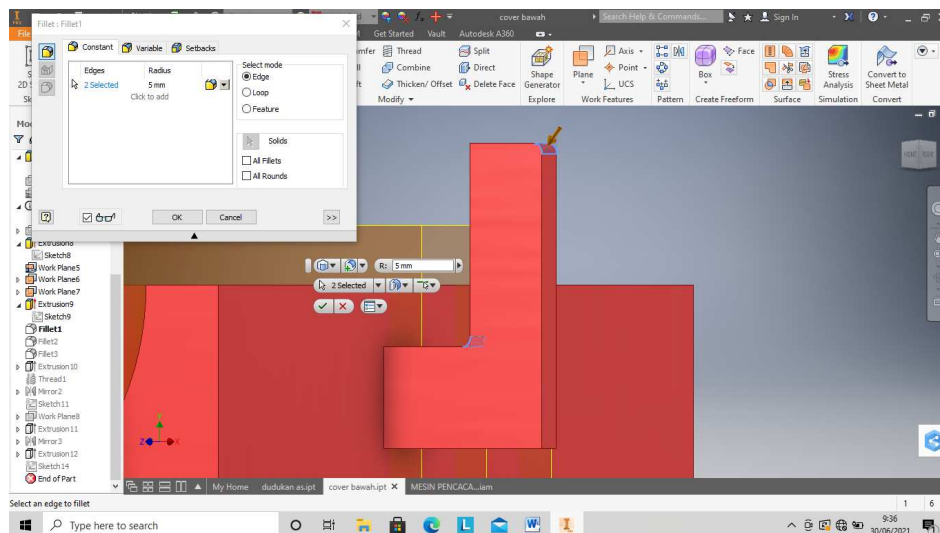 Fillet : Fillet1
cover bawah
Search Help & Commands...
Sign In
Get Started Vault Autodesk A360
Constant Variable Setbacks
Edges Radius
2 Selected 5 mm
Click to add
Select mode
Edge
Loop
Feature
Solids
All Fillets
All Rounds
OK Cancel >>
Thread
Combine
Thicken/ Offset
Split
Direct
Delete Face
Modify
Shape
Generator
Explore
Plane
Axis
Point
UCS
Work Features
Pattern
Box
Face
Create Freeform
Surface
Stress
Analysis
Simulation
Convert to
Sheet Metal
Convert
R: 5 mm
2 Selected
Extrusion8
Sketch8
Work Plane5
Work Plane6
Work Plane7
Extrusion9
Sketch9
Fillet1
Fillet2
Fillet3
Extrusion10
Thread1
Mirror2
Sketch11
Work Plane8
Extrusion11
Mirror3
Extrusion12
Sketch14
End of Part
Y
Z X
My Home dudukan as.ipt cover bawah.ipt X MESIN PENCACA...iam
Select an edge to fillet 1 6
Type here to search
9:36
30/06/2021